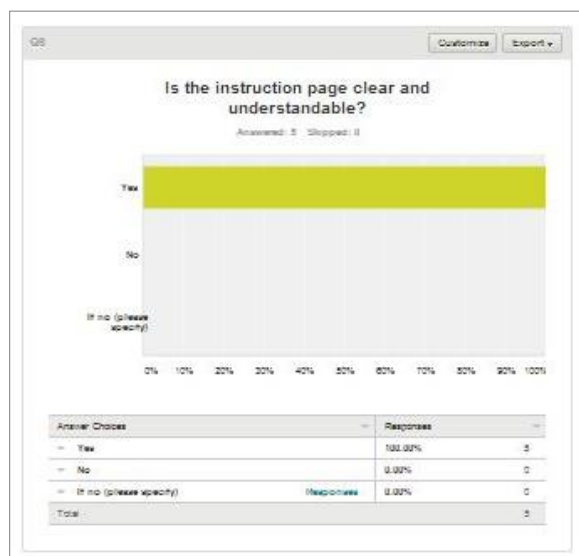 Customize Export
Is the instruction page clear and
understandable?
Answered: 5 Skipped: 0
Yes
No
If no (please
specify)
0% 10% 20% 30% 40% 50% 60% 70% 80% 90% 100%
Answer Choices Responses
Yes 100.00% 5
No 0.00% 0
If no (please specify) Responses 0.00% 0
Total 5